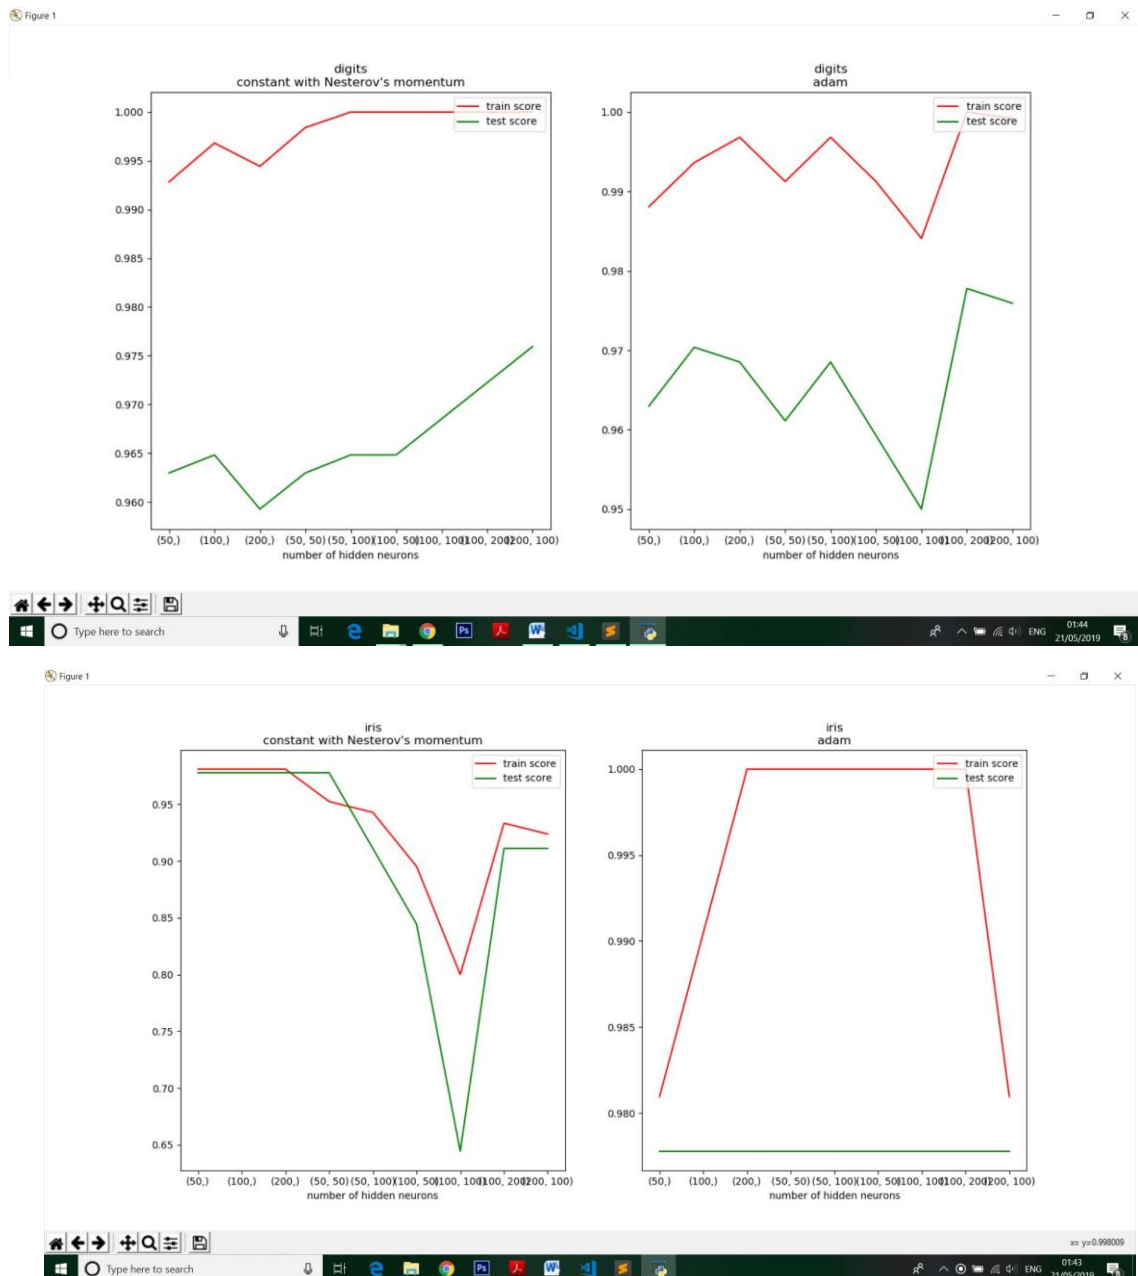 Figure 1
digits
constant with Nesterov's momentum
train score
test score
1.000
0.995
0.990
0.985
0.980
0.975
0.970
0.965
0.960
(50,) (100,) (200,) (50, 50) (50, 100) (100, 50) (100, 100) (100, 200) (200, 100)
number of hidden neurons
digits
adam
train score
test score
1.00
0.99
0.98
0.97
0.96
0.95
(50,) (100,) (200,) (50, 50) (50, 100) (100, 50) (100, 100) (100, 200) (200, 100)
number of hidden neurons
Type here to search
Ps
W
ENG
01:44
21/05/2019
8
Figure 1
iris
constant with Nesterov's momentum
train score
test score
0.95
0.90
0.85
0.80
0.75
0.70
0.65
(50,) (100,) (200,) (50, 50) (50, 100) (100, 50) (100, 100) (100, 200) (200, 100)
number of hidden neurons
iris
adam
train score
test score
1.000
0.995
0.990
0.985
0.980
(50,) (100,) (200,) (50, 50) (50, 100) (100, 50) (100, 100) (100, 200) (200, 100)
number of hidden neurons
x= y=0.998009
Type here to search
Ps
W
ENG
01:43
21/05/2019